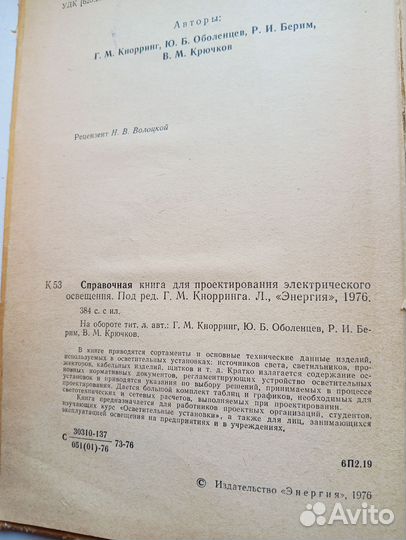 УДК [620.
Авторы:
Г. М. Кнорринг, Ю. Б. Оболенцев, Р. И. Берим,
В. М. Крючков
Рецензент Н. В. Волоцкой
К 53 Справочная книга для проектирования электрического
освещения. Под ред. Г. М. Кнорринга. Л., «Энергия», 1976.
384 с. с ил.
На обороте тит. л. авт.: Г. М. Кнорринг, Ю. Б. Оболенцев, Р. И. Бе-
рим, В. М. Крючков.
В книге приводятся сортаменты и основные технические данные изделий,
используемых в осветительных установках: источников света, светильников, про-
жекторов, кабельных изделий, щитков и т. д. Кратко излагается содержание ос-
новных нормативных документов, регламентирующих устройство осветительных
установок и приводятся указания по выбору решений, принимаемых в процессе
проектирования. Дается большой комплект таблиц и графиков, необходимых для
светотехнических и сетевых расчетов, выполняемых при проектировании.
Книга предназначается для работников проектных организаций, студентов,
изучающих курс «Осветительные установки», а также для лиц, занимающихся
эксплуатацией освещения на предприятиях и в учреждениях,
С 30310-137
051(01)-76 73-76
6П2.19
© Издательство «Энергия», 1976
Avito